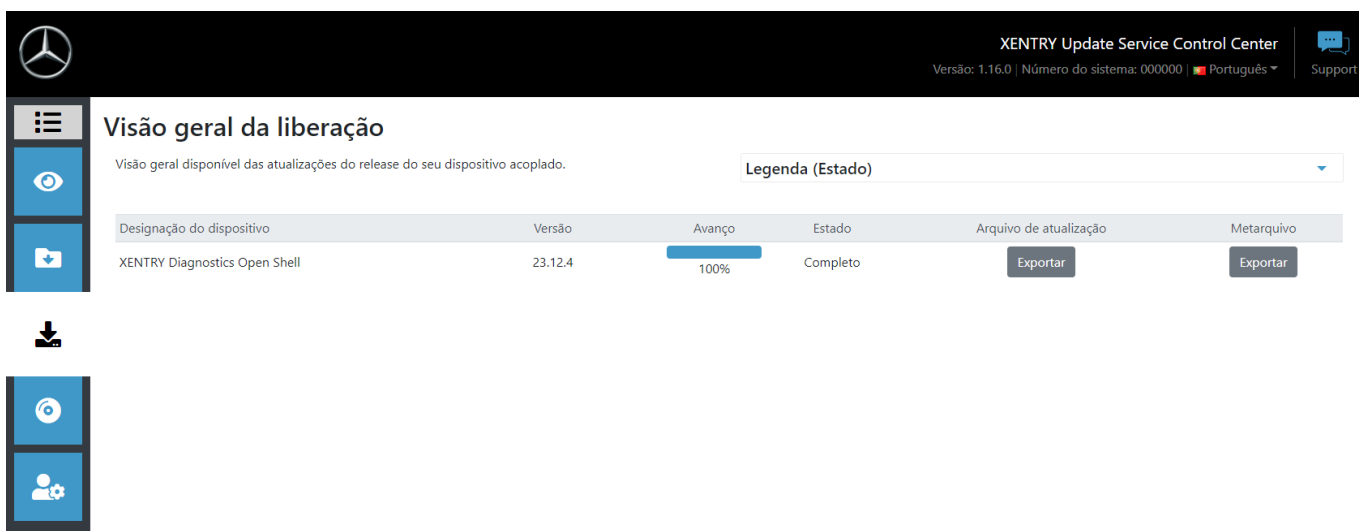 XENTRY Update Service Control Center
Versão: 1.16.0 | Número do sistema: 000000 | Português
Support
Visão geral da liberação
Visão geral disponível das atualizações do release do seu dispositivo acoplado.
Legenda (Estado)
Designação do dispositivo Versão Avanço Estado Arquivo de atualização Metarquivo
XENTRY Diagnostics Open Shell 23.12.4 100% Completo Exportar Exportar